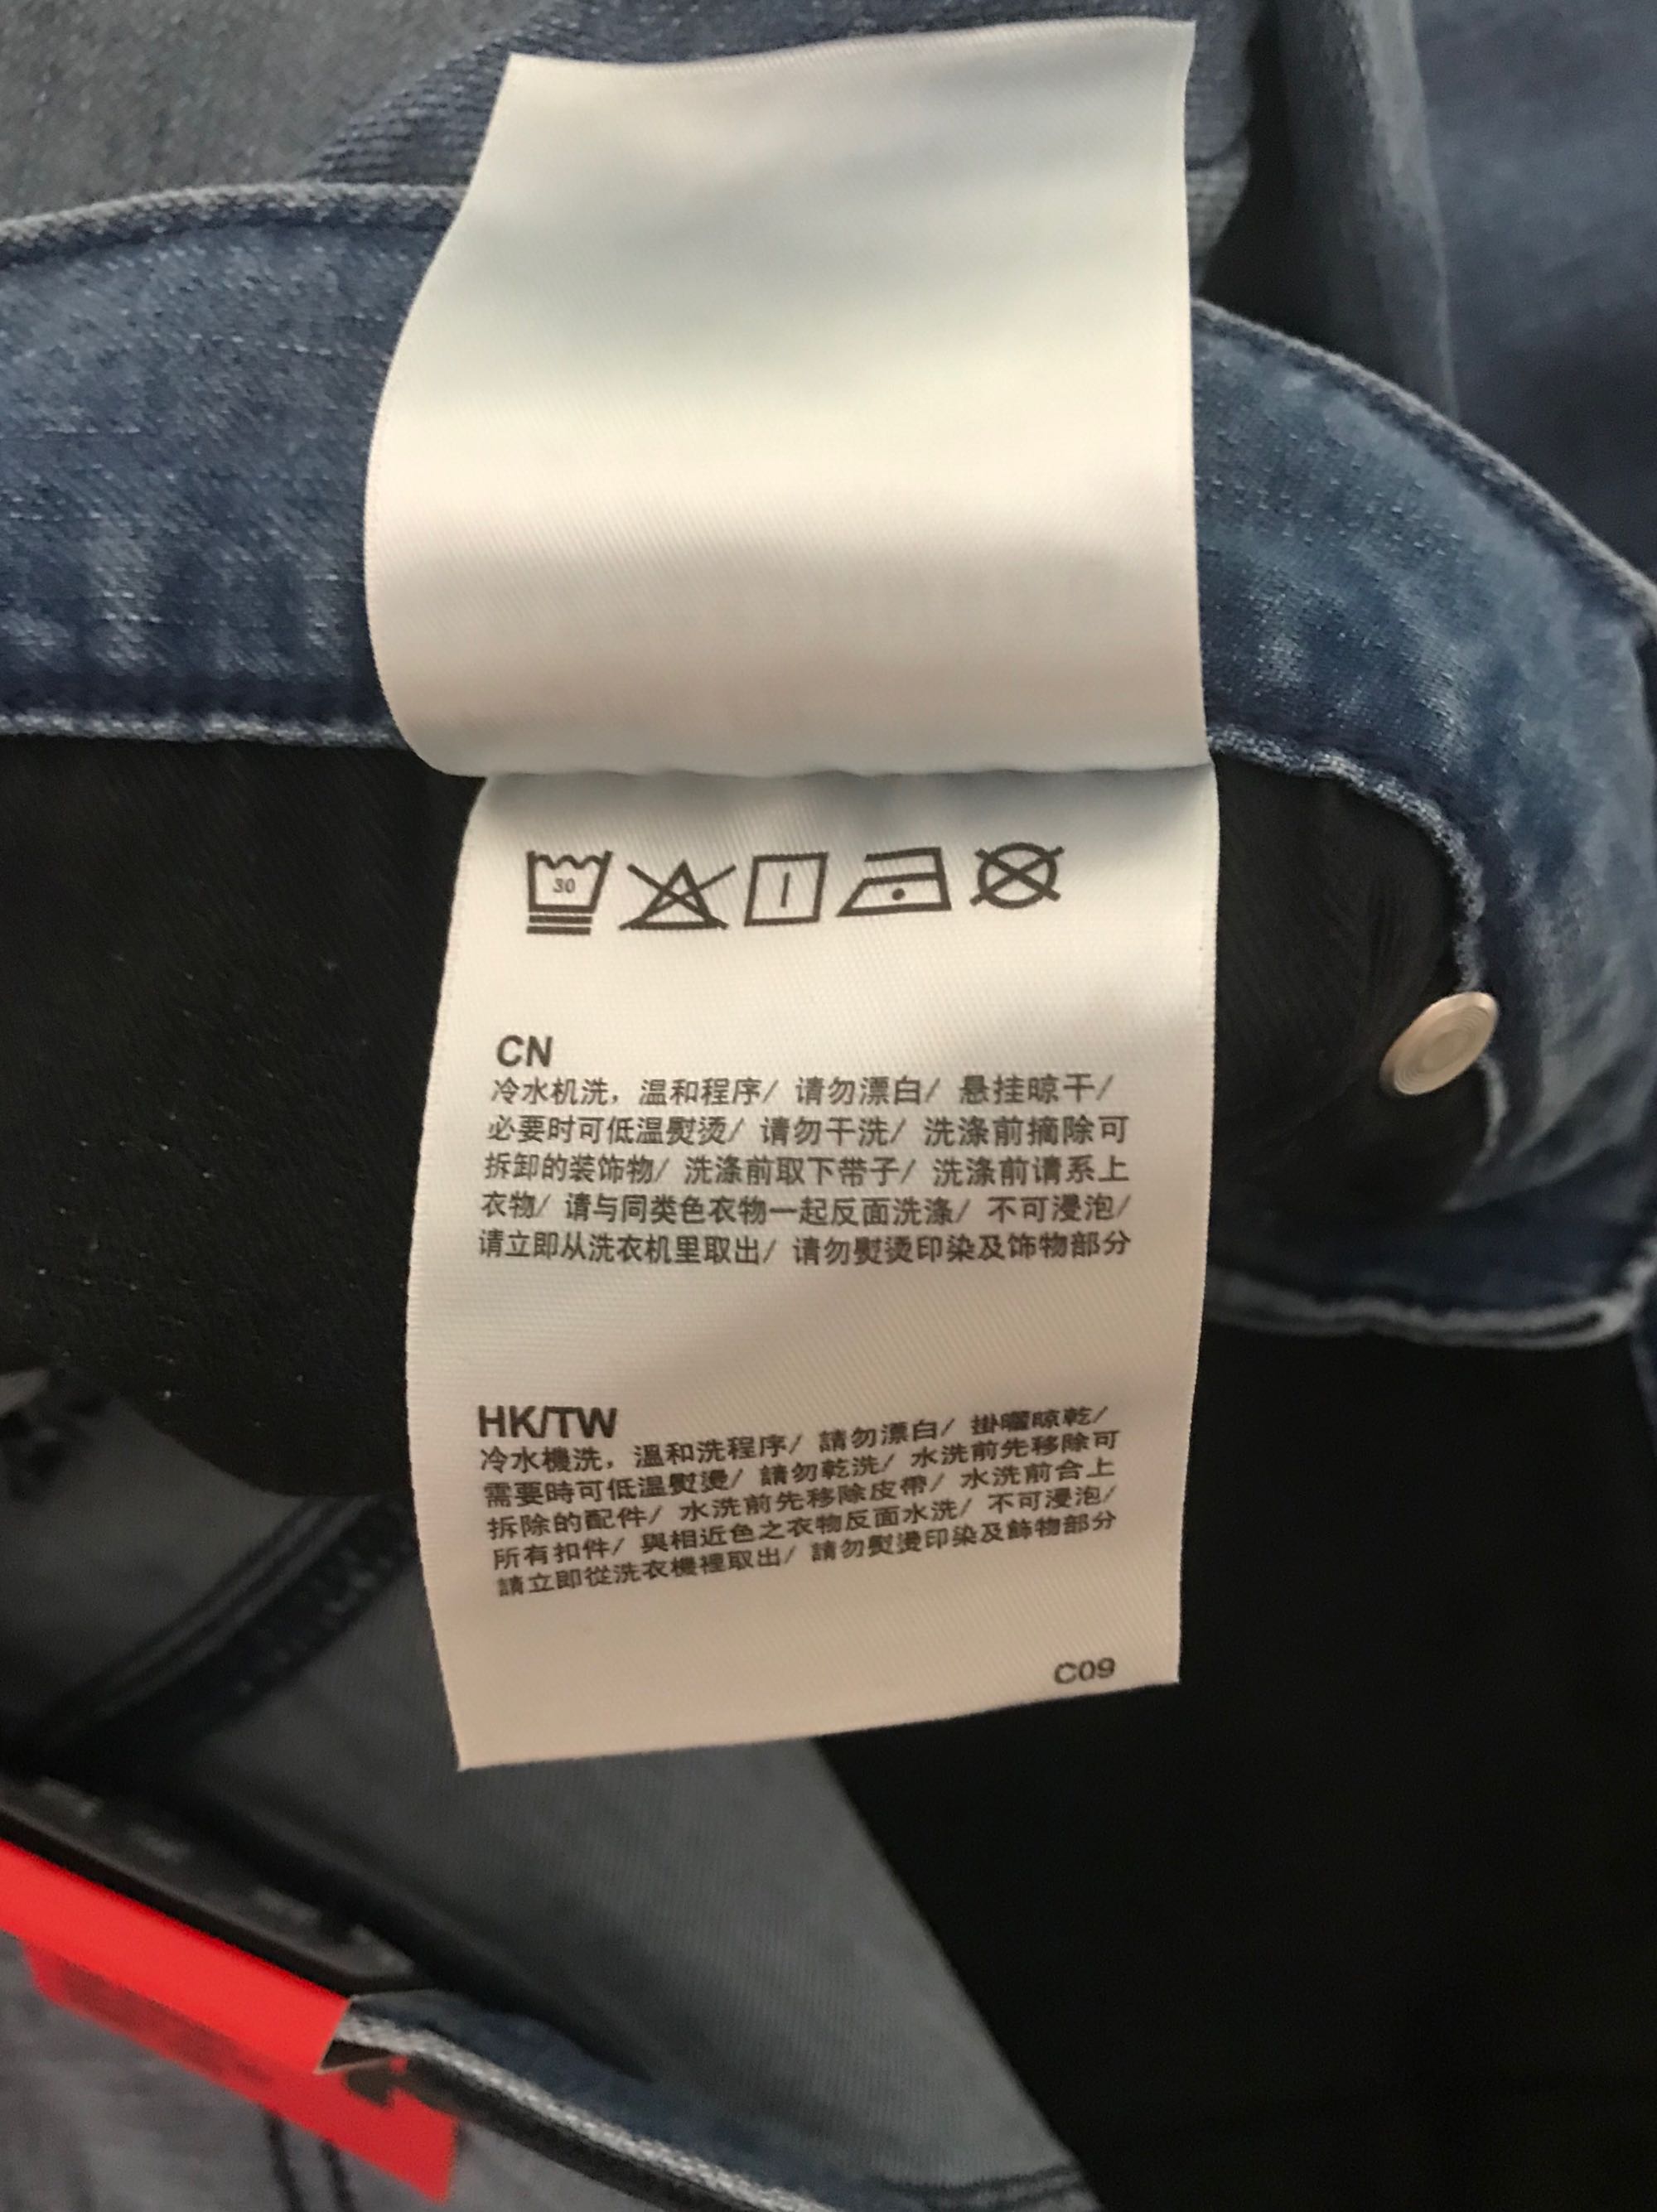 30
CN
冷水机洗，温和程序/ 请勿漂白/ 悬挂晾干/
必要时可低温熨烫/ 请勿干洗/ 洗涤前摘除可
拆卸的装饰物/ 洗涤前取下带子/ 洗涤前请系上
衣物/ 请与同类色衣物一起反面洗涤/ 不可浸泡/
请立即从洗衣机里取出/ 请勿熨烫印染及饰物部分
HK/TW
冷水機洗，溫和洗程序/ 請勿漂白/ 掛曬晾乾/
需要時可低溫熨燙/ 請勿乾洗/ 水洗前先移除可
拆除的配件/ 水洗前先移除皮帶/ 水洗前合上
所有扣件/ 與相近色之衣物反面水洗/ 不可浸泡/
請立即從洗衣機裡取出/ 請勿熨燙印染及飾物部分
C09